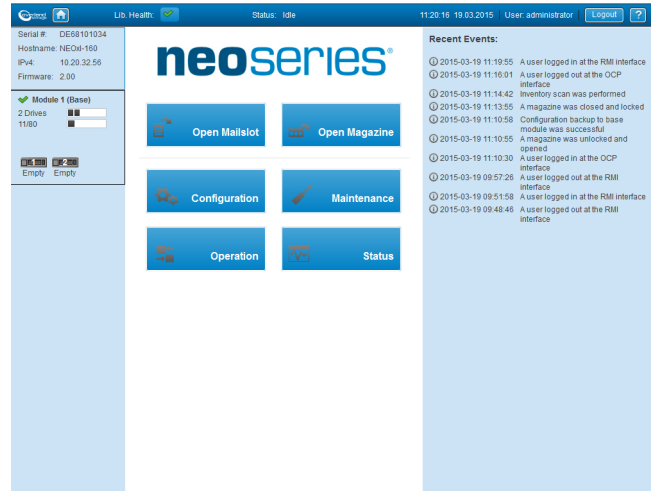 Lib. Health:
Status: Idle
11:20:16 19.03.2015
User: administrator
Logout
?
Serial #: DE68101034
Hostname: NEOxl-160
IPv4: 10.20.32.56
Firmware: 2.00
Module 1 (Base)
2 Drives
11/80
1
2
Empty Empty
neoseries®
Open Mailslot
Open Magazine
Configuration
Maintenance
Operation
Status
Recent Events:
2015-03-19 11:19:55 A user logged in at the RMI interface
2015-03-19 11:16:01 A user logged out at the OCP
interface
2015-03-19 11:14:42 Inventory scan was performed
2015-03-19 11:13:55 A magazine was closed and locked
2015-03-19 11:10:58 Configuration backup to base
module was successful
2015-03-19 11:10:55 A magazine was unlocked and
opened
2015-03-19 11:10:30 A user logged in at the OCP
interface
2015-03-19 09:57:26 A user logged out at the RMI
interface
2015-03-19 09:51:58 A user logged in at the RMI interface
2015-03-19 09:48:46 A user logged out at the RMI
interface